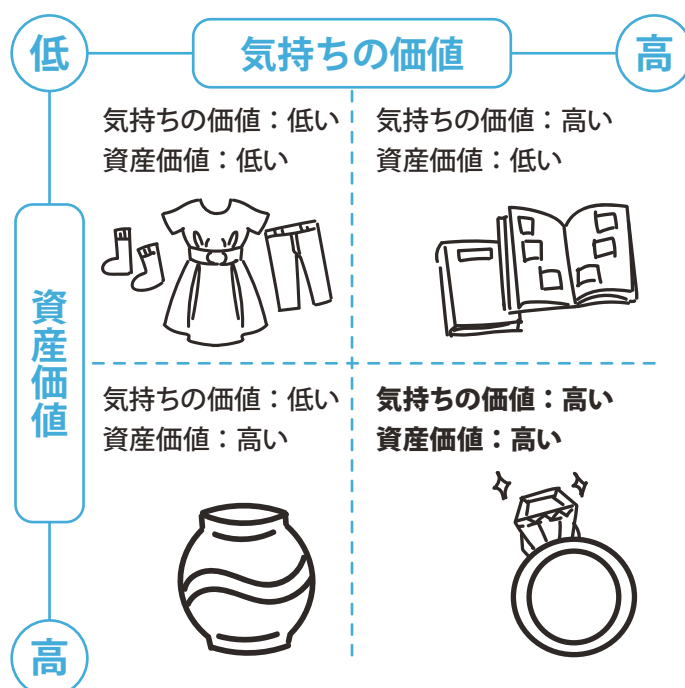 低
気持ちの価値
高
気持ちの価値：低い
資産価値：低い
気持ちの価値：高い
資産価値：低い
資産価値
気持ちの価値：低い
資産価値：高い
気持ちの価値：高い
資産価値：高い
高